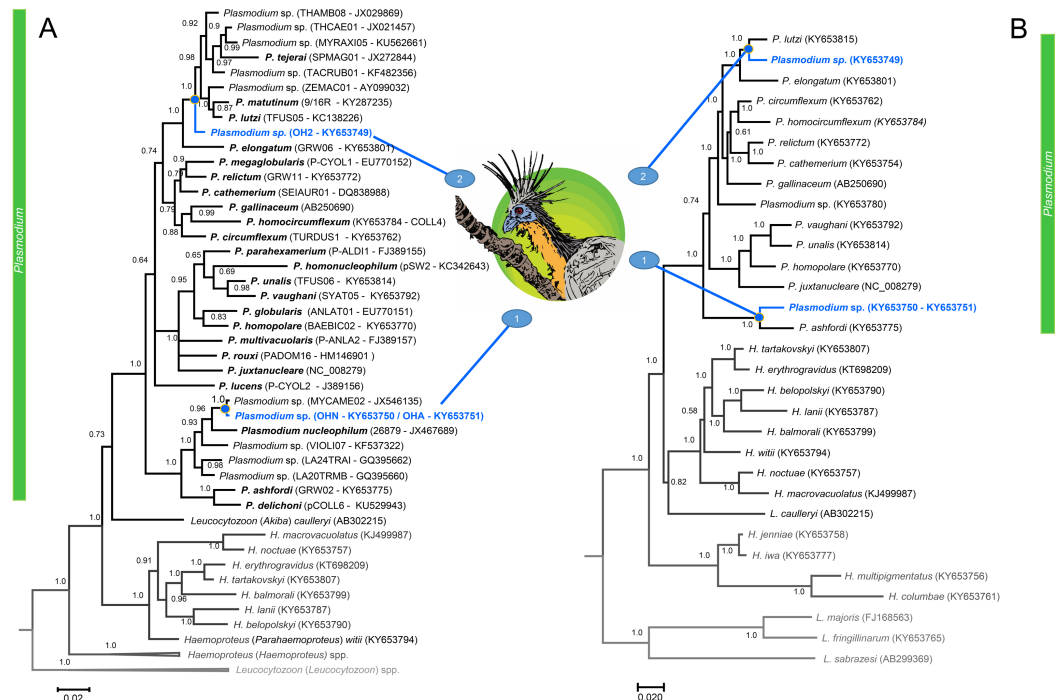 A
Plasmodium
Plasmodium sp. (THAMB08 - JX029869)
Plasmodium sp. (THCAE01 - JX021457)
Plasmodium sp. (MYRAXI05 - KU562661)
P. tejerai (SPMAG01 - JX272844)
Plasmodium sp. (TACRUB01 - KF482356)
Plasmodium sp. (ZEMAC01 - AY099032)
P. matutinum (9/16R - KY287235)
P. lutzi (TFUS05 - KC138226)
Plasmodium sp. (OH2 - KY653749)
P. elongatum (GRW06 - KY653801)
P. megaglobularis (P-CYOL1 - EU770152)
P. relictum (GRW11 - KY653772)
P. cathemerium (SEIAUR01 - DQ838988)
P. gallinaceum (AB250690)
P. homocircumflexum (KY653784 - COLL4)
P. circumflexum (TURDUS1 - KY653762)
P. parahexamerium (P-ALDI1 - FJ389155)
P. homonucleophilum (pSW2 - KC342643)
P. unalis (TFUS06 - KY653814)
P. vaughani (SYAT05 - KY653792)
P. globularis (ANLAT01 - EU770151)
P. homopolare (BAEBIC02 - KY653770)
P. multivacuolaris (P-ANLA2 - FJ389157)
P. rouxi (PADOM16 - HM146901 )
P. juxtanucleare (NC_008279)
P. lucens (P-CYOL2 - J389156)
Plasmodium sp. (MYCAME02 - JX546135)
Plasmodium sp. (OHN - KY653750 / OHA - KY653751)
Plasmodium nucleophilum (26879 - JX467689)
Plasmodium sp. (VIOLI07 - KF537322)
Plasmodium sp. (LA24TRAI - GQ395662)
Plasmodium sp. (LA20TRMB - GQ395660)
P. ashfordi (GRW02 - KY653775)
P. delichoni (pCOLL6 - KU529943)
Leucocytozoon (Akiba) caulleryi (AB302215)
H. macrovacuolatus (KJ499987)
H. noctuae (KY653757)
H. erythrogravidus (KT698209)
H. tartakovskyi (KY653807)
H. balmorali (KY653799)
H. lanii (KY653787)
H. belopolskyi (KY653790)
Haemoproteus (Parahaemoproteus) witii (KY653794)
Haemoproteus (Haemoproteus) spp.
Leucocytozoon (Leucocytozoon) spp.
0.92
0.9
0.99
0.97
0.98
1.0
1.0
0.87
1.0
0.74
0.9
0.79
0.99
0.88
0.64
0.65
0.69
0.98
0.95
0.83
1.0
1.0
0.96
0.93
1.0
0.98
1.0
1.0
0.73
1.0
1.0
0.91
1.0
1.0
0.96
1.0
1.0
1.0
1.0
1.0
1.0
0.02
2
1
2
1
B
Plasmodium
P. lutzi (KY653815)
Plasmodium sp. (KY653749)
P. elongatum (KY653801)
P. circumflexum (KY653762)
P. homocircumflexum (KY653784)
P. relictum (KY653772)
P. cathemerium (KY653754)
P. gallinaceum (AB250690)
Plasmodium sp. (KY653780)
P. vaughani (KY653792)
P. unalis (KY653814)
P. homopolare (KY653770)
P. juxtanucleare (NC_008279)
Plasmodium sp. (KY653750 - KY653751)
P. ashfordi (KY653775)
H. tartakovskyi (KY653807)
H. erythrogravidus (KT698209)
H. belopolskyi (KY653790)
H. lanii (KY653787)
H. balmorali (KY653799)
H. witii (KY653794)
H. noctuae (KY653757)
H. macrovacuolatus (KJ499987)
L. caulleryi (AB302215)
H. jenniae (KY653758)
H. iwa (KY653777)
H. multipigmentatus (KY653756)
H. columbae (KY653761)
L. majoris (FJ168563)
L. fringillinarum (KY653765)
L. sabrazesi (AB299369)
1.0
1.0
1.0
1.0
0.61
1.0
0.74
1.0
1.0
1.0
1.0
1.0
1.0
1.0
1.0
0.58
1.0
1.0
0.82
1.0
1.0
1.0
1.0
1.0
1.0
0.020